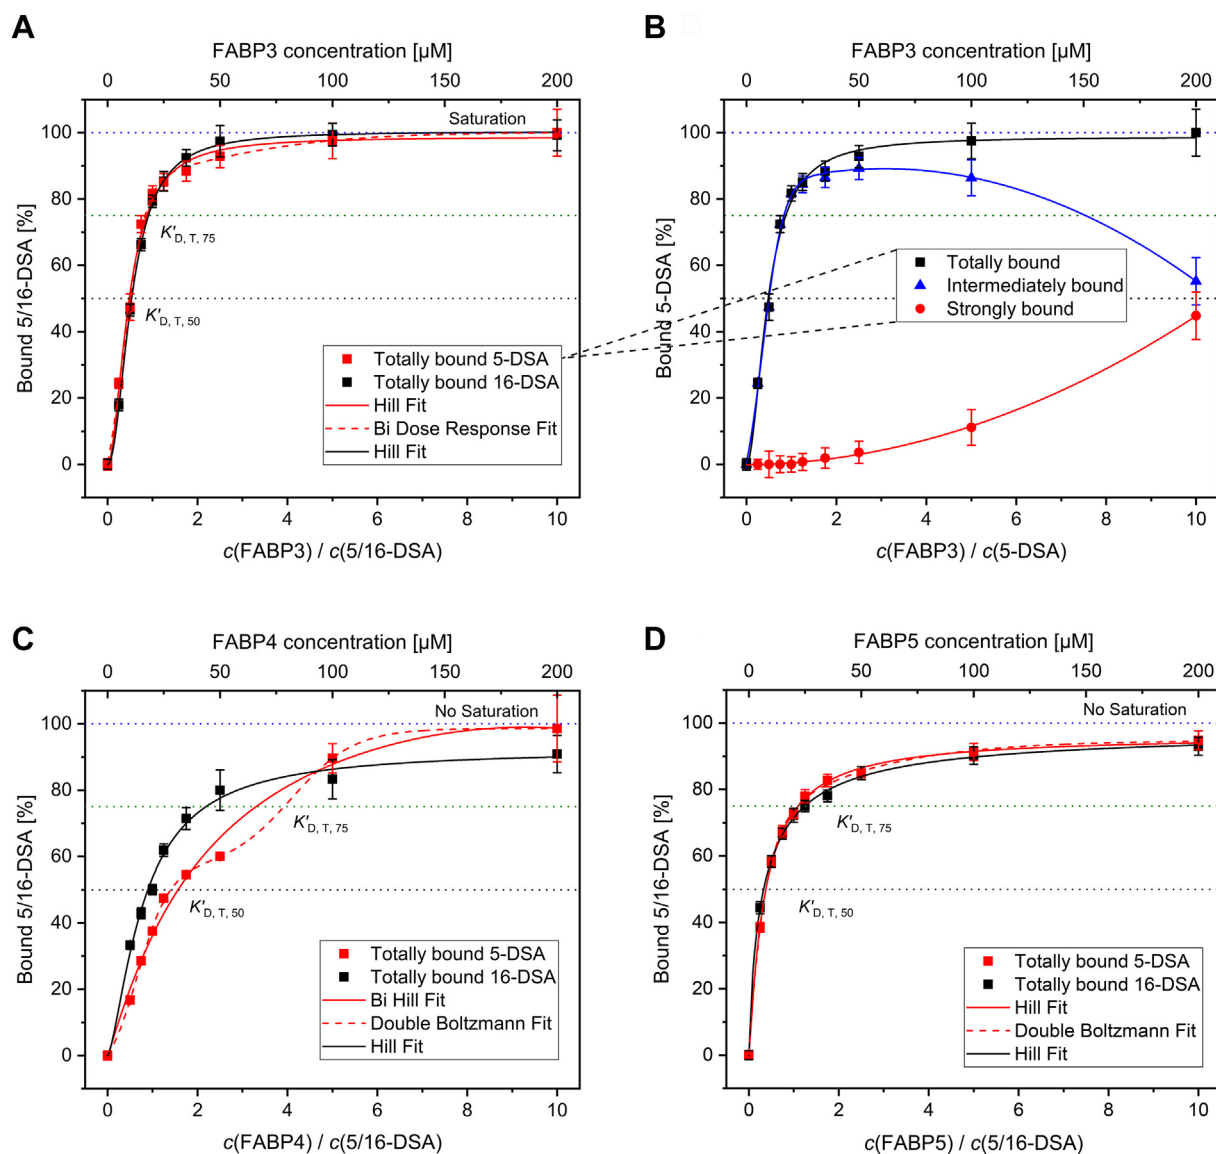 A
FABP3 concentration [µM]
0 50 100 150 200
Saturation
K′D, T, 75
K′D, T, 50
Totally bound 5-DSA
Totally bound 16-DSA
Hill Fit
Bi Dose Response Fit
Hill Fit
Bound 5/16-DSA [%]
100
80
60
40
20
0
0 2 4 6 8 10
c(FABP3) / c(5/16-DSA)
B
FABP3 concentration [µM]
0 50 100 150 200
Totally bound
Intermediately bound
Strongly bound
Bound 5-DSA [%]
100
80
60
40
20
0
0 2 4 6 8 10
c(FABP3) / c(5-DSA)
C
FABP4 concentration [µM]
0 50 100 150 200
No Saturation
K′D, T, 75
K′D, T, 50
Totally bound 5-DSA
Totally bound 16-DSA
Bi Hill Fit
Double Boltzmann Fit
Hill Fit
Bound 5/16-DSA [%]
100
80
60
40
20
0
0 2 4 6 8 10
c(FABP4) / c(5/16-DSA)
D
FABP5 concentration [µM]
0 50 100 150 200
No Saturation
K′D, T, 75
K′D, T, 50
Totally bound 5-DSA
Totally bound 16-DSA
Hill Fit
Double Boltzmann Fit
Hill Fit
Bound 5/16-DSA [%]
100
80
60
40
20
0
0 2 4 6 8 10
c(FABP5) / c(5/16-DSA)